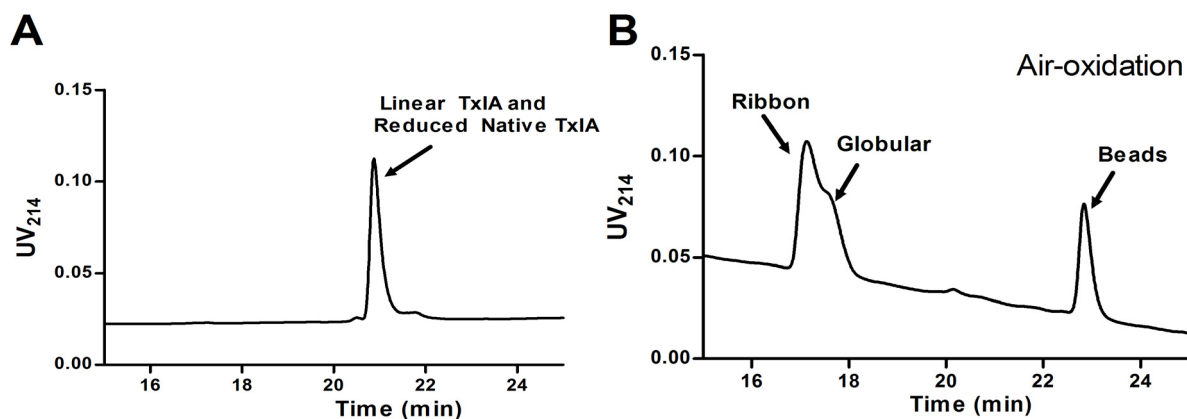 A
0.15
0.10
0.05
0.00
UV214
Linear TxIA and
Reduced Native TxIA
16
18
20
22
24
Time (min)
B
Air-oxidation
0.15
0.10
0.05
0.00
UV214
Ribbon
Globular
Beads
16
18
20
22
24
Time (min)